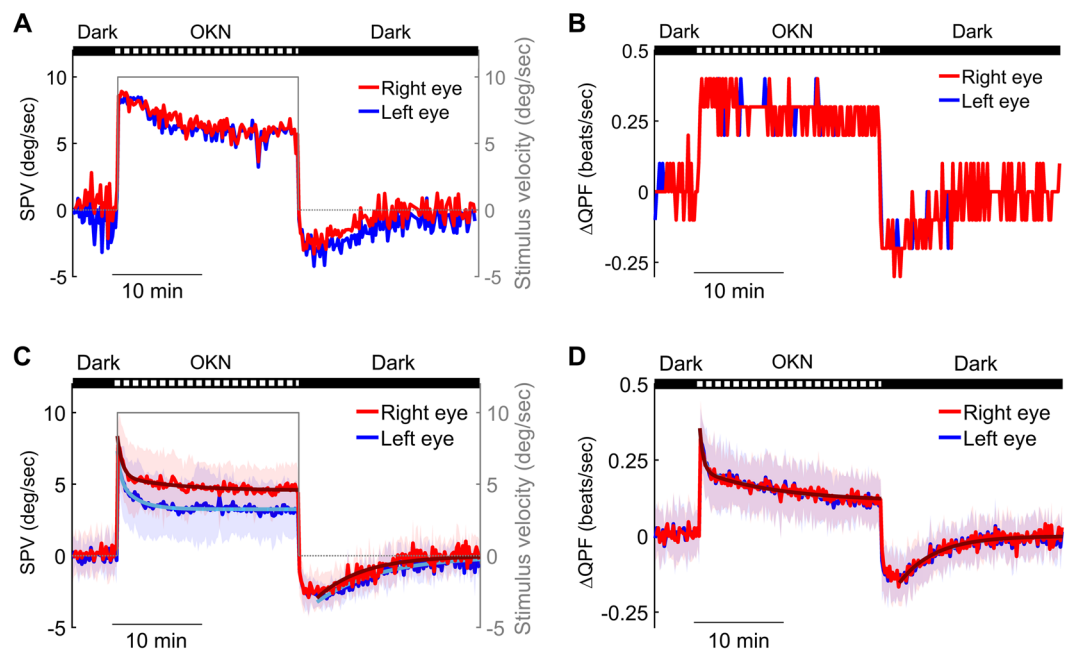 A
Dark OKN Dark
10
5
0
-5
SPV (deg/sec)
Right eye
Left eye
10
5
0
-5
Stimulus velocity (deg/sec)
10 min
B
Dark OKN Dark
0.5
0.25
0
-0.25
ΔQPF (beats/sec)
Right eye
Left eye
10 min
C
Dark OKN Dark
10
5
0
-5
SPV (deg/sec)
Right eye
Left eye
10
5
0
-5
Stimulus velocity (deg/sec)
10 min
D
Dark OKN Dark
0.5
0.25
0
-0.25
ΔQPF (beats/sec)
Right eye
Left eye
10 min